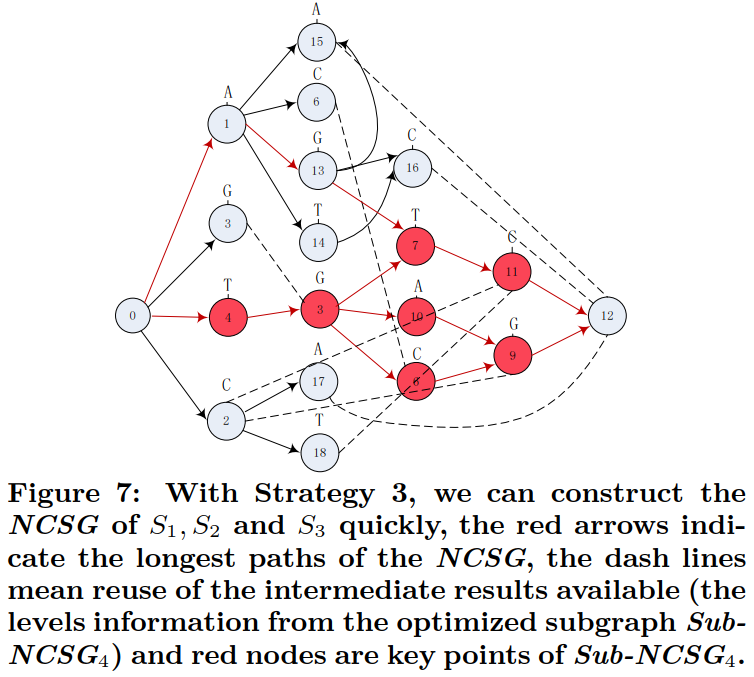 A
15
C
A
6
1
G
C
13
16
G
T
T
3
14
C
7
11
T
G
A
0
4
3
10
12
G
A
C
9
C
17
6
2
T
18
Figure 7: With Strategy 3, we can construct the
NCSG of S₁, S₂ and S₃ quickly, the red arrows indi-
cate the longest paths of the NCSG, the dash lines
mean reuse of the intermediate results available (the
levels information from the optimized subgraph Sub-
NCSG₄) and red nodes are key points of Sub-NCSG₄.